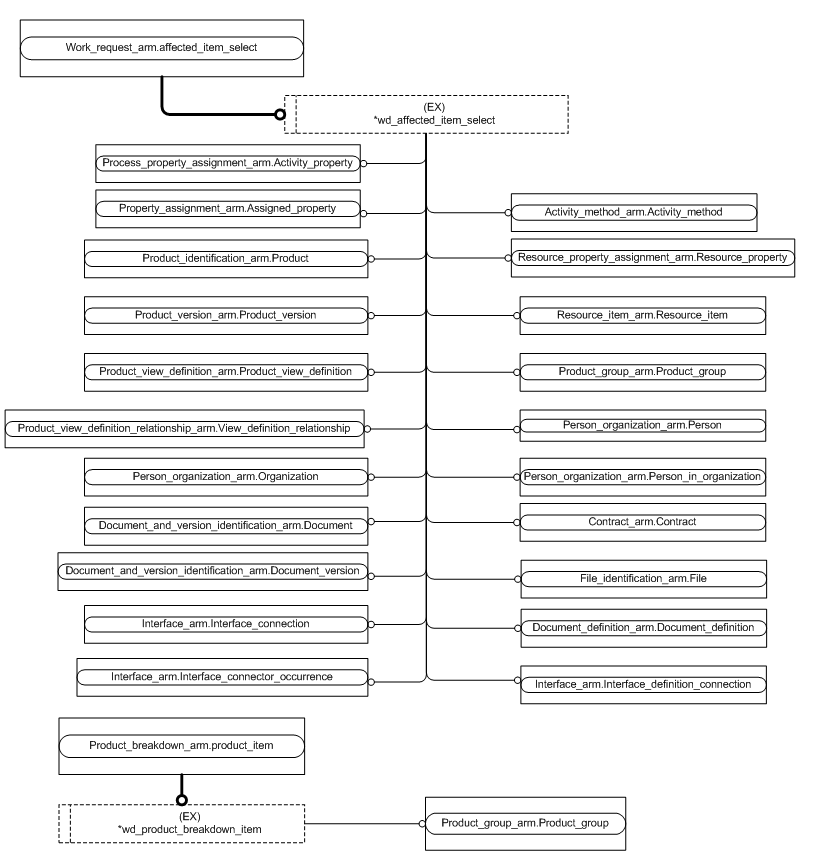 Work_request_arm.affected_item_select
(EX)
*wd_affected_item_select
Process_property_assignment_arm.Activity_property
Property_assignment_arm.Assigned_property
Activity_method_arm.Activity_method
Product_identification_arm.Product
Resource_property_assignment_arm.Resource_property
Product_version_arm.Product_version
Resource_item_arm.Resource_item
Product_view_definition_arm.Product_view_definition
Product_group_arm.Product_group
Product_view_definition_relationship_arm.View_definition_relationship
Person_organization_arm.Person
Person_organization_arm.Organization
Person_organization_arm.Person_in_organization
Document_and_version_identification_arm.Document
Contract_arm.Contract
Document_and_version_identification_arm.Document_version
File_identification_arm.File
Interface_arm.Interface_connection
Document_definition_arm.Document_definition
Interface_arm.Interface_connector_occurrence
Interface_arm.Interface_definition_connection
Product_breakdown_arm.product_item
(EX)
*wd_product_breakdown_item
Product_group_arm.Product_group